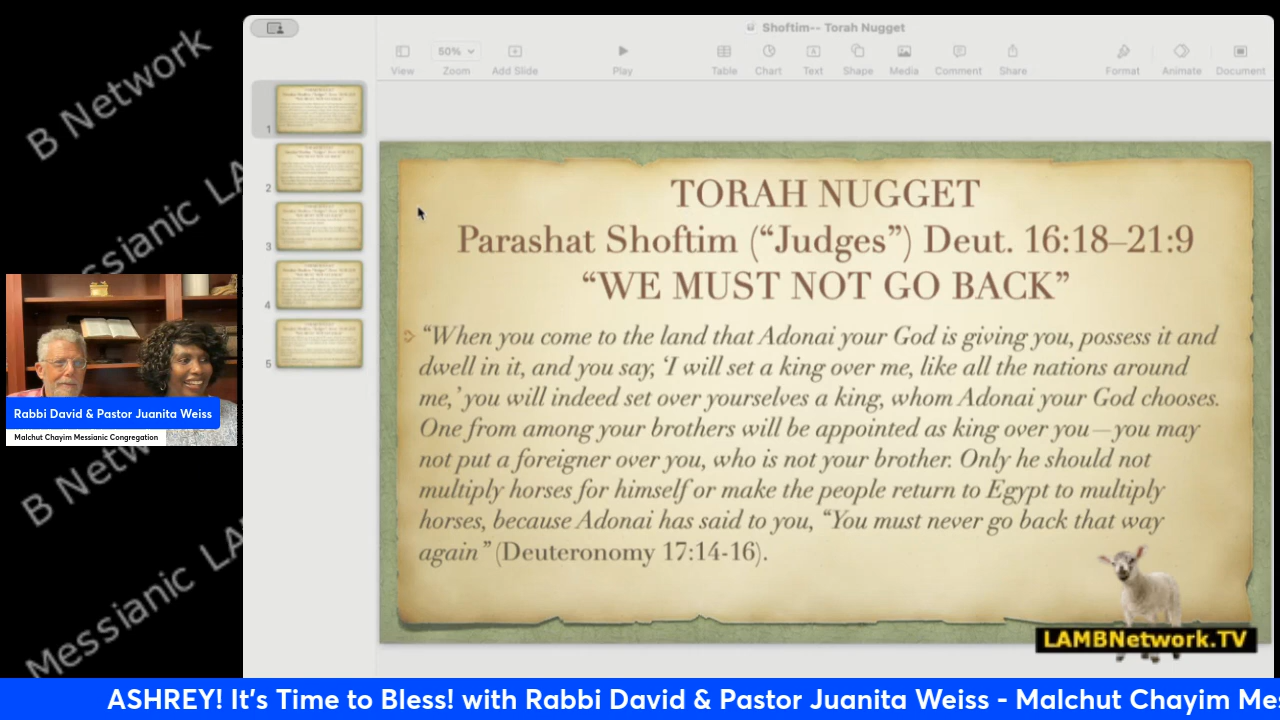 B Network
Messianic LA
B Netw
Messianic LA
Rabbi David & Pastor Juanita Weiss
Malchut Chayim Messianic Congregation
Shoftim-- Torah Nugget
50%
View Zoom Add Slide Play Table Chart Text Shape Media Comment Share Format Animate Document
1
2
3
4
5
TORAH NUGGET
Parashat Shoftim (“Judges”) Deut. 16:18–21:9
“WE MUST NOT GO BACK”
“When you come to the land that Adonai your God is giving you, possess it and
dwell in it, and you say, ‘I will set a king over me, like all the nations around
me,’ you will indeed set over yourselves a king, whom Adonai your God chooses.
One from among your brothers will be appointed as king over you—you may
not put a foreigner over you, who is not your brother. Only he should not
multiply horses for himself or make the people return to Egypt to multiply
horses, because Adonai has said to you, “You must never go back that way
again” (Deuteronomy 17:14-16).
LAMBNetwork.TV
ASHREY! It's Time to Bless! with Rabbi David & Pastor Juanita Weiss - Malchut Chayim Mes